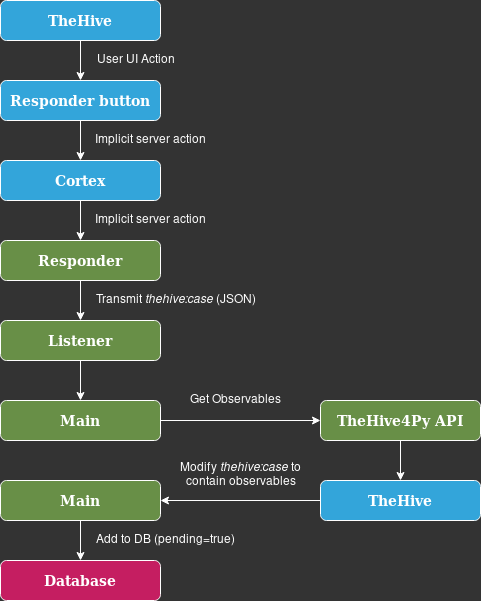 TheHive
User UI Action
Responder button
Implicit server action
Cortex
Implicit server action
Responder
Transmit thehive:case (JSON)
Listener
Get Observables
Main
TheHive4Py API
Modify thehive:case to
contain observables
Main
TheHive
Add to DB (pending=true)
Database